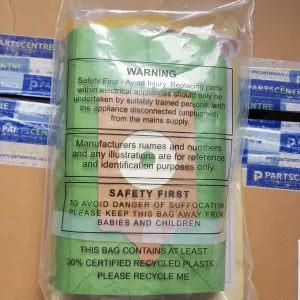 PARTSCENTRE
WARNING
Safety First - Avoid Injury. Replacing parts
within electrical appliances should only be
undertaken by suitably trained persons, with
the appliance disconnected (unplugged)
from the mains supply.
Manufacturers names and numbers
and any illustrations are for reference
and identification purposes only.
SAFETY FIRST
TO AVOID DANGER OF SUFFOCATION
PLEASE KEEP THIS BAG AWAY FROM
BABIES AND CHILDREN
THIS BAG CONTAINS AT LEAST
30% CERTIFIED RECYCLED PLASTIC
PLEASE RECYCLE ME
PARTSCENTRE
PARTSCENTRE